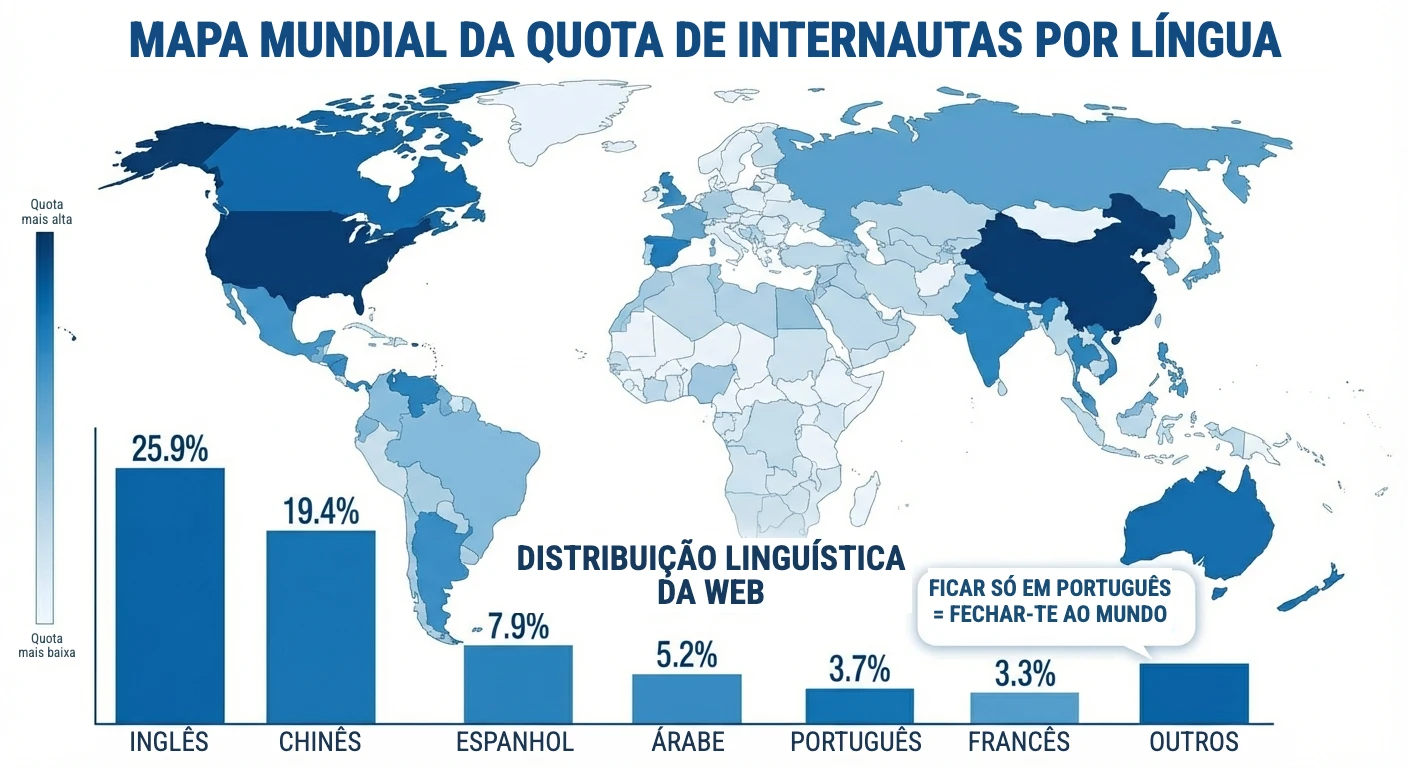 MAPA MUNDIAL DA QUOTA DE INTERNAUTAS POR LÍNGUA
Quota
mais alta
Quota
mais baixa
DISTRIBUIÇÃO LINGUÍSTICA
DA WEB
FICAR SÓ EM PORTUGUÊS
= FECHAR-TE AO MUNDO
25.9%
19.4%
7.9%
5.2%
3.7%
3.3%
INGLÊS
CHINÊS
ESPANHOL
ÁRABE
PORTUGUÊS
FRANCÊS
OUTROS